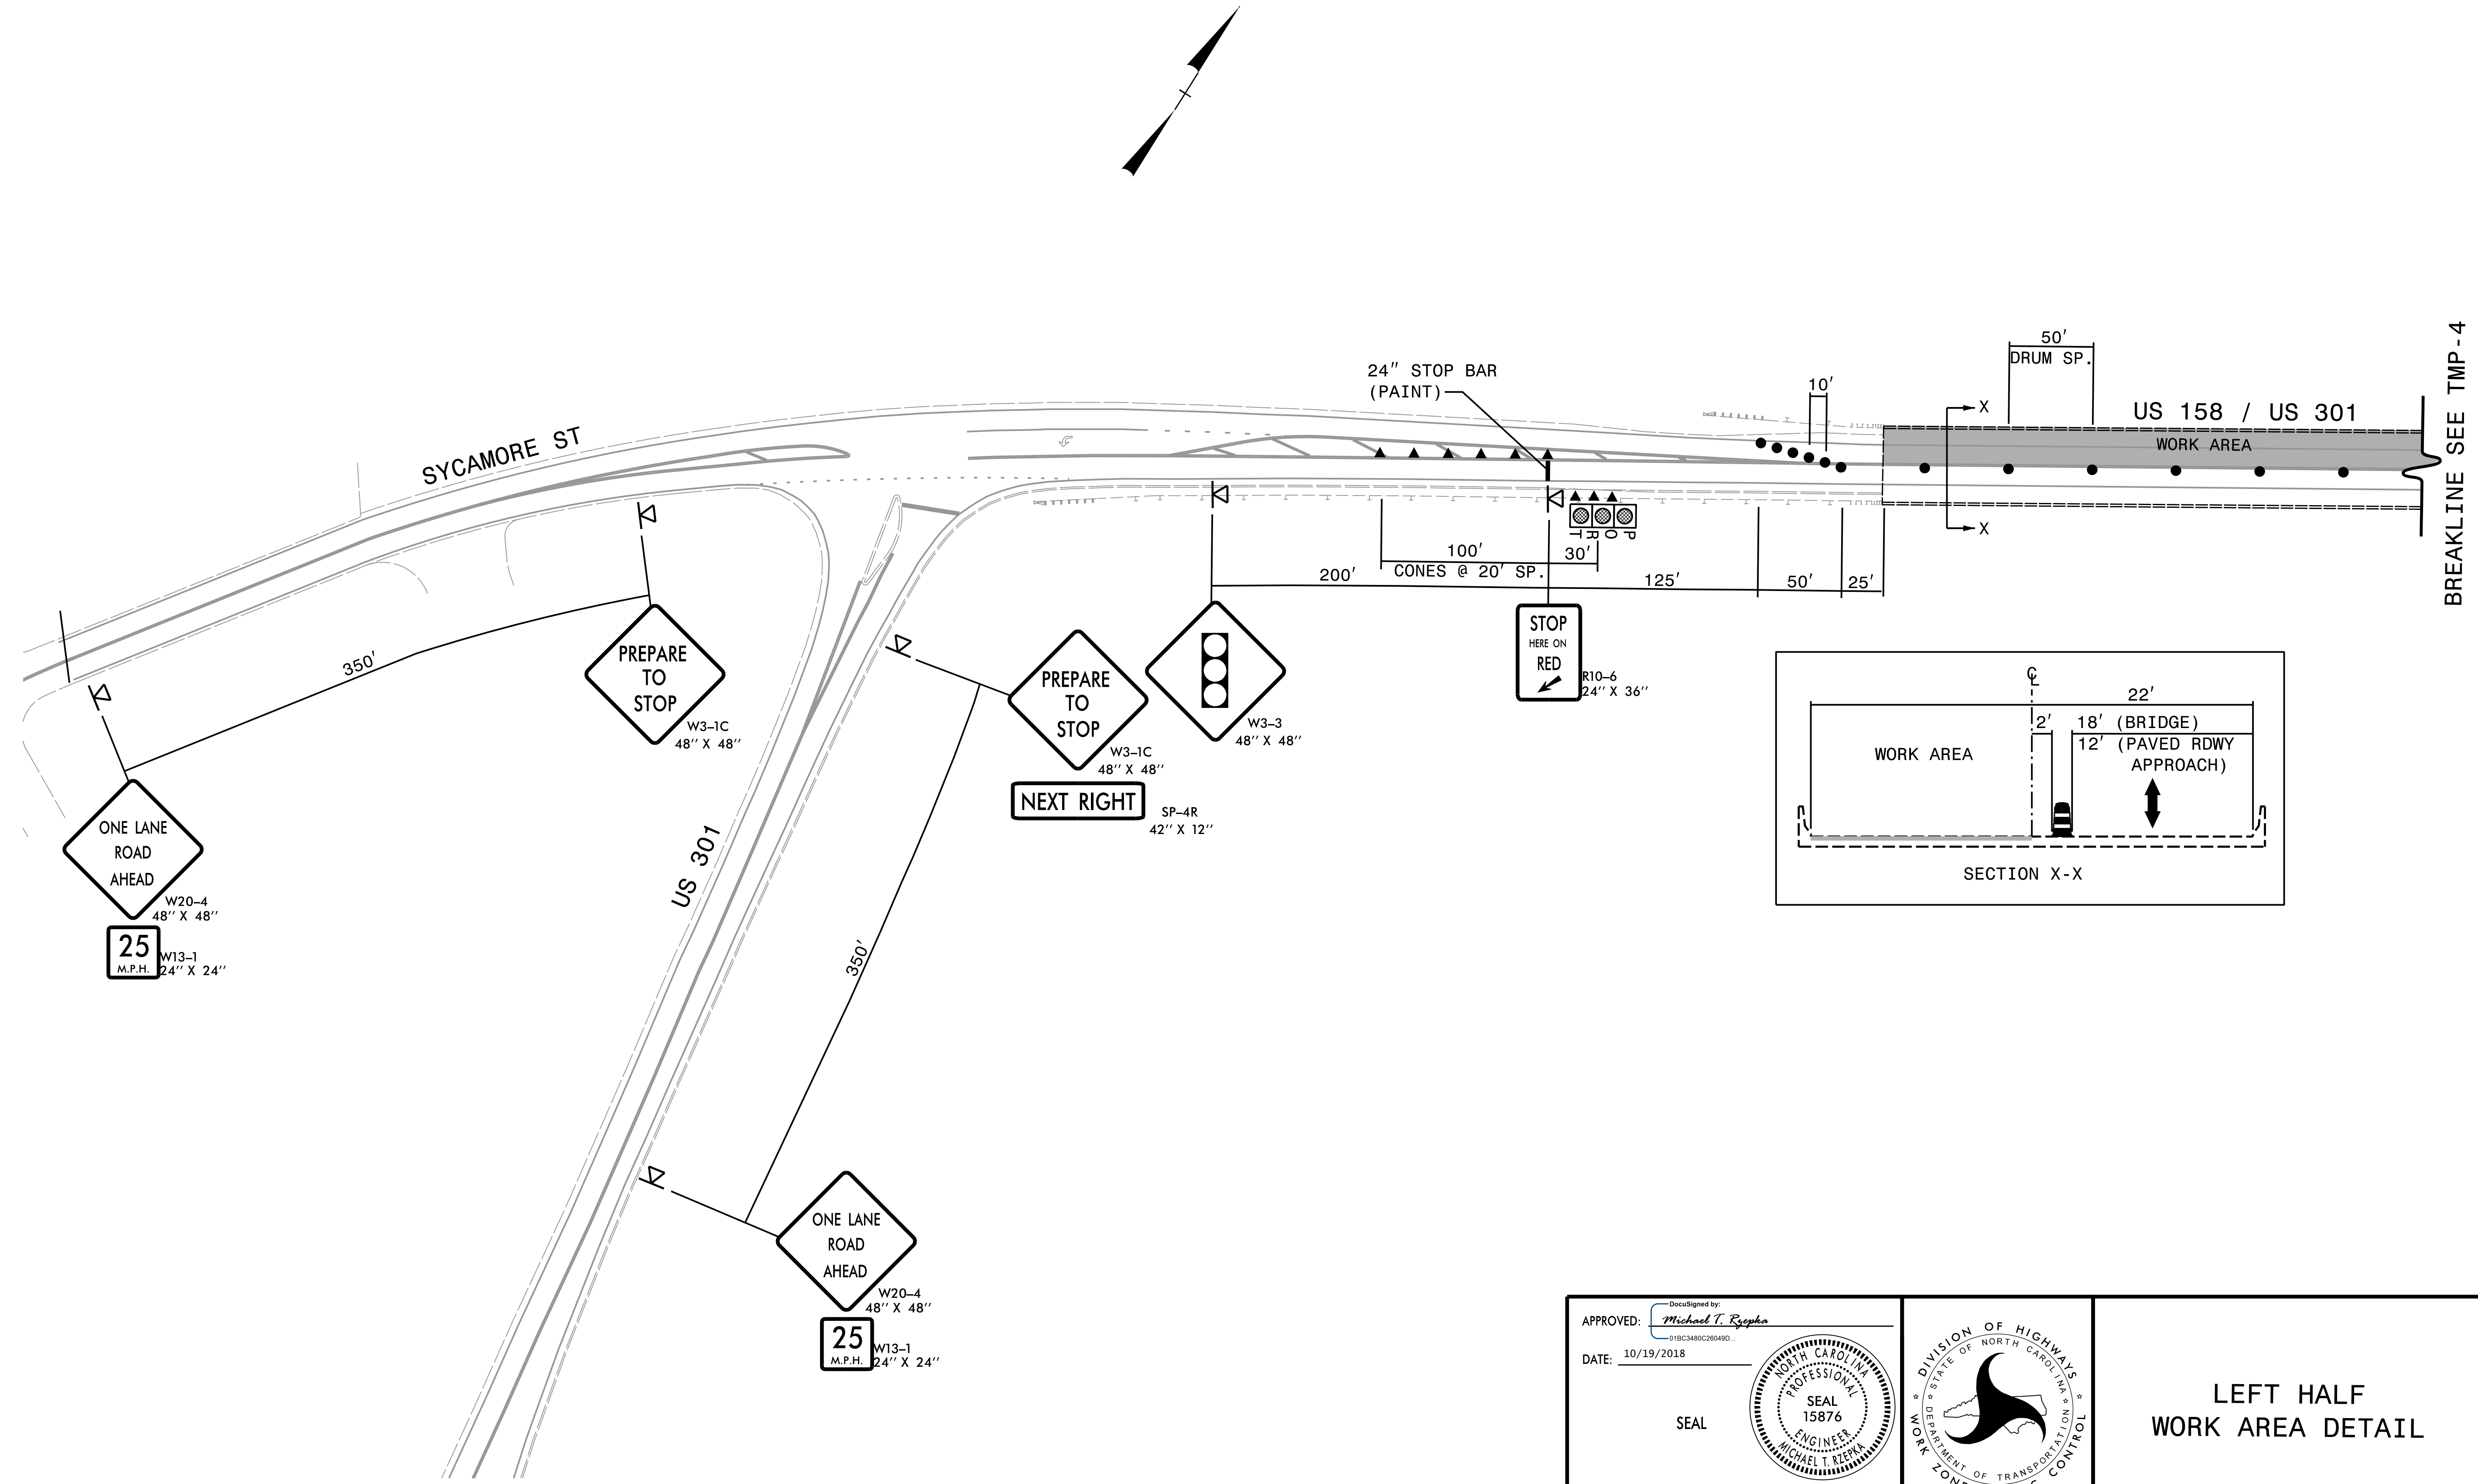 SYCAMORE ST
24" STOP BAR
(PAINT)
10'
50'
DRUM SP.
X
X
US 158 / US 301
WORK AREA
BREAKLINE SEE TMP-4
T R O P
100'
30'
CONES @ 20' SP.
200'
125'
50'
25'
350'
PREPARE
TO
STOP
W3-1C
48'' X 48''
PREPARE
TO
STOP
W3-1C
48'' X 48''
NEXT RIGHT
SP-4R
42'' X 12''
W3-3
48'' X 48''
STOP
HERE ON
RED
R10-6
24'' X 36''
ONE LANE
ROAD
AHEAD
W20-4
48'' X 48''
25
M.P.H.
W13-1
24'' X 24''
US 301
350'
ONE LANE
ROAD
AHEAD
W20-4
48'' X 48''
25
M.P.H.
W13-1
24'' X 24''
℄
22'
2'
18' (BRIDGE)
12' (PAVED RDWY
APPROACH)
WORK AREA
SECTION X-X
APPROVED:
DocuSigned by:
Michael T. Rzepka
01BC3480C26049D...
DATE: 10/19/2018
SEAL
NORTH CAROLINA
PROFESSIONAL
SEAL
15876
ENGINEER
MICHAEL T. RZEPKA
DIVISION OF HIGHWAYS
STATE OF NORTH CAROLINA
DEPARTMENT OF TRANSPORTATION
WORK ZONE
CONTROL
LEFT HALF
WORK AREA DETAIL